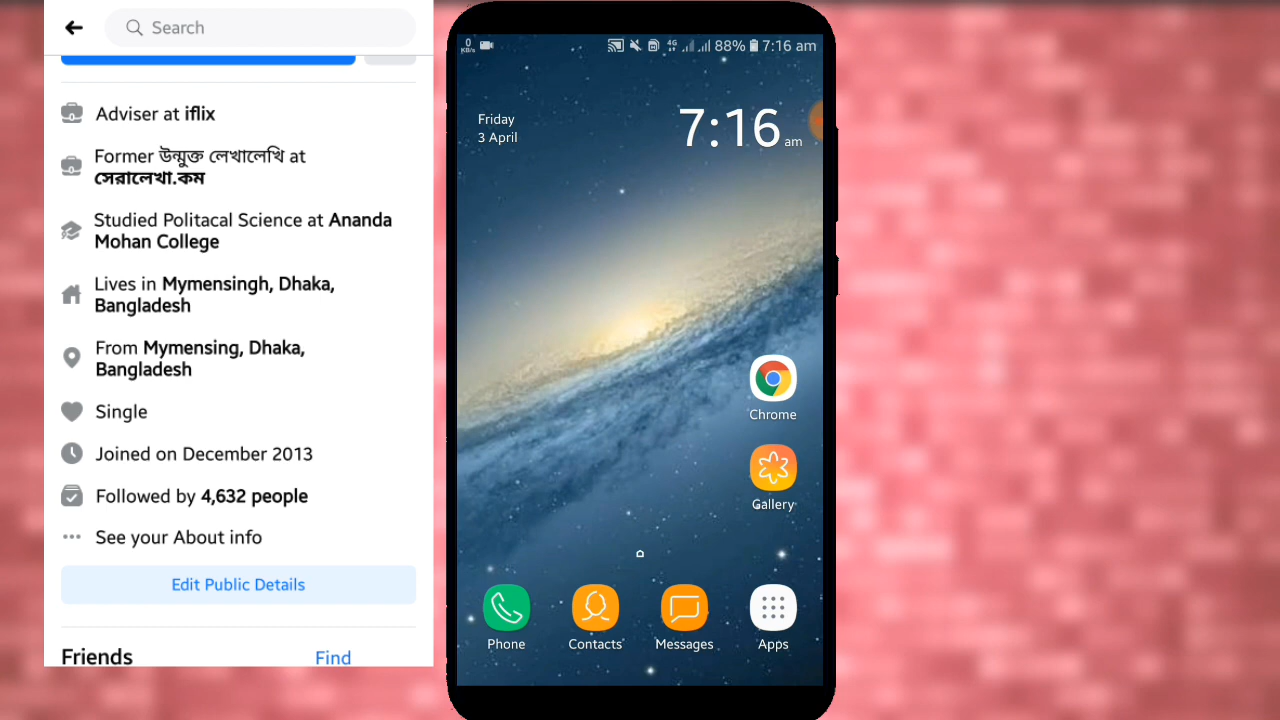 Search
Adviser at iflix
Former উন্মুক্ত লেখালেখি at
সেরালেখা.কম
Studied Politacal Science at Ananda
Mohan College
Lives in Mymensingh, Dhaka,
Bangladesh
From Mymensing, Dhaka,
Bangladesh
Single
Joined on December 2013
Followed by 4,632 people
See your About info
Edit Public Details
Friends
Find
0
KB/s
4G
88%
7:16 am
Friday
3 April
7:16 am
Chrome
Gallery
Phone
Contacts
Messages
Apps